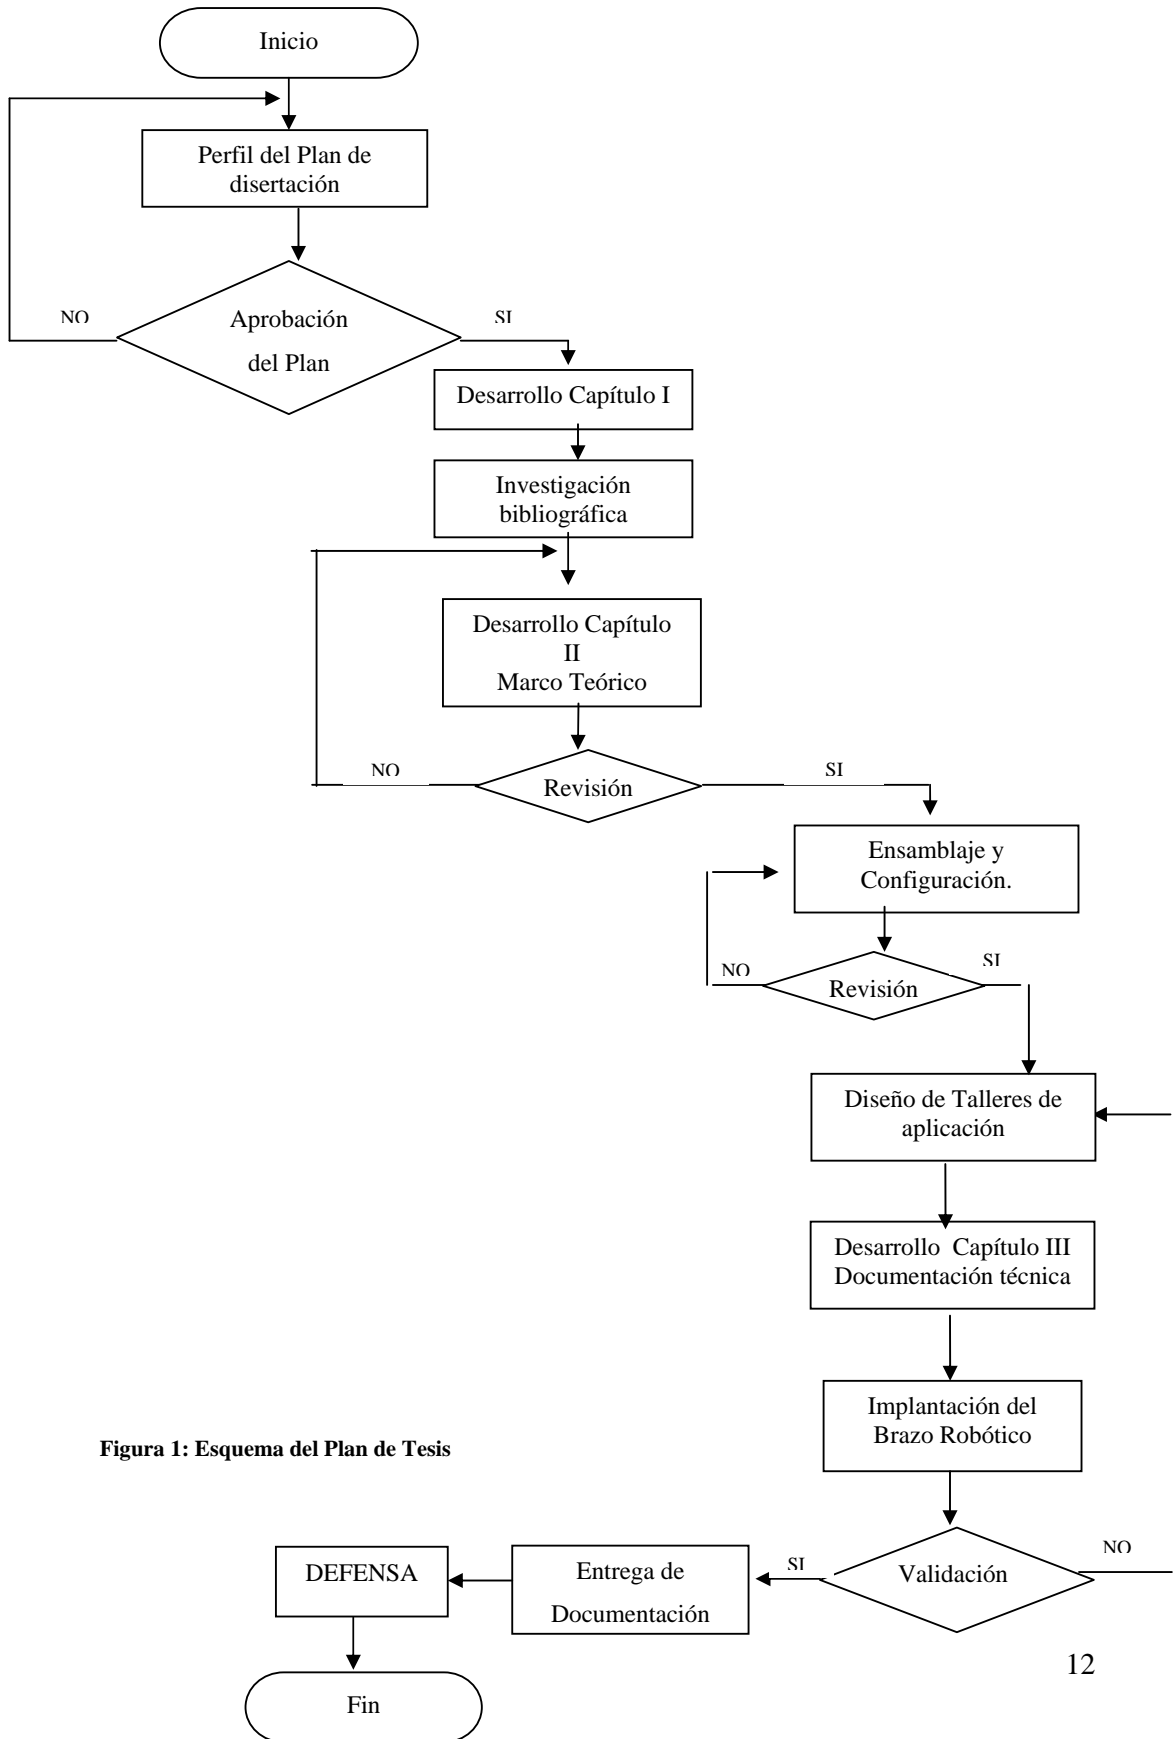 Inicio
Perfil del Plan de
disertación
Aprobación
del Plan
NO
SI
Desarrollo Capítulo I
Investigación
bibliográfica
Desarrollo Capítulo
II
Marco Teórico
Revisión
NO
SI
Ensamblaje y
Configuración.
Revisión
NO
SI
Diseño de Talleres de
aplicación
Desarrollo  Capítulo III
Documentación técnica
Implantación del
Brazo Robótico
Figura 1: Esquema del Plan de Tesis
Validación
NO
SI
Entrega de
Documentación
DEFENSA
Fin
12